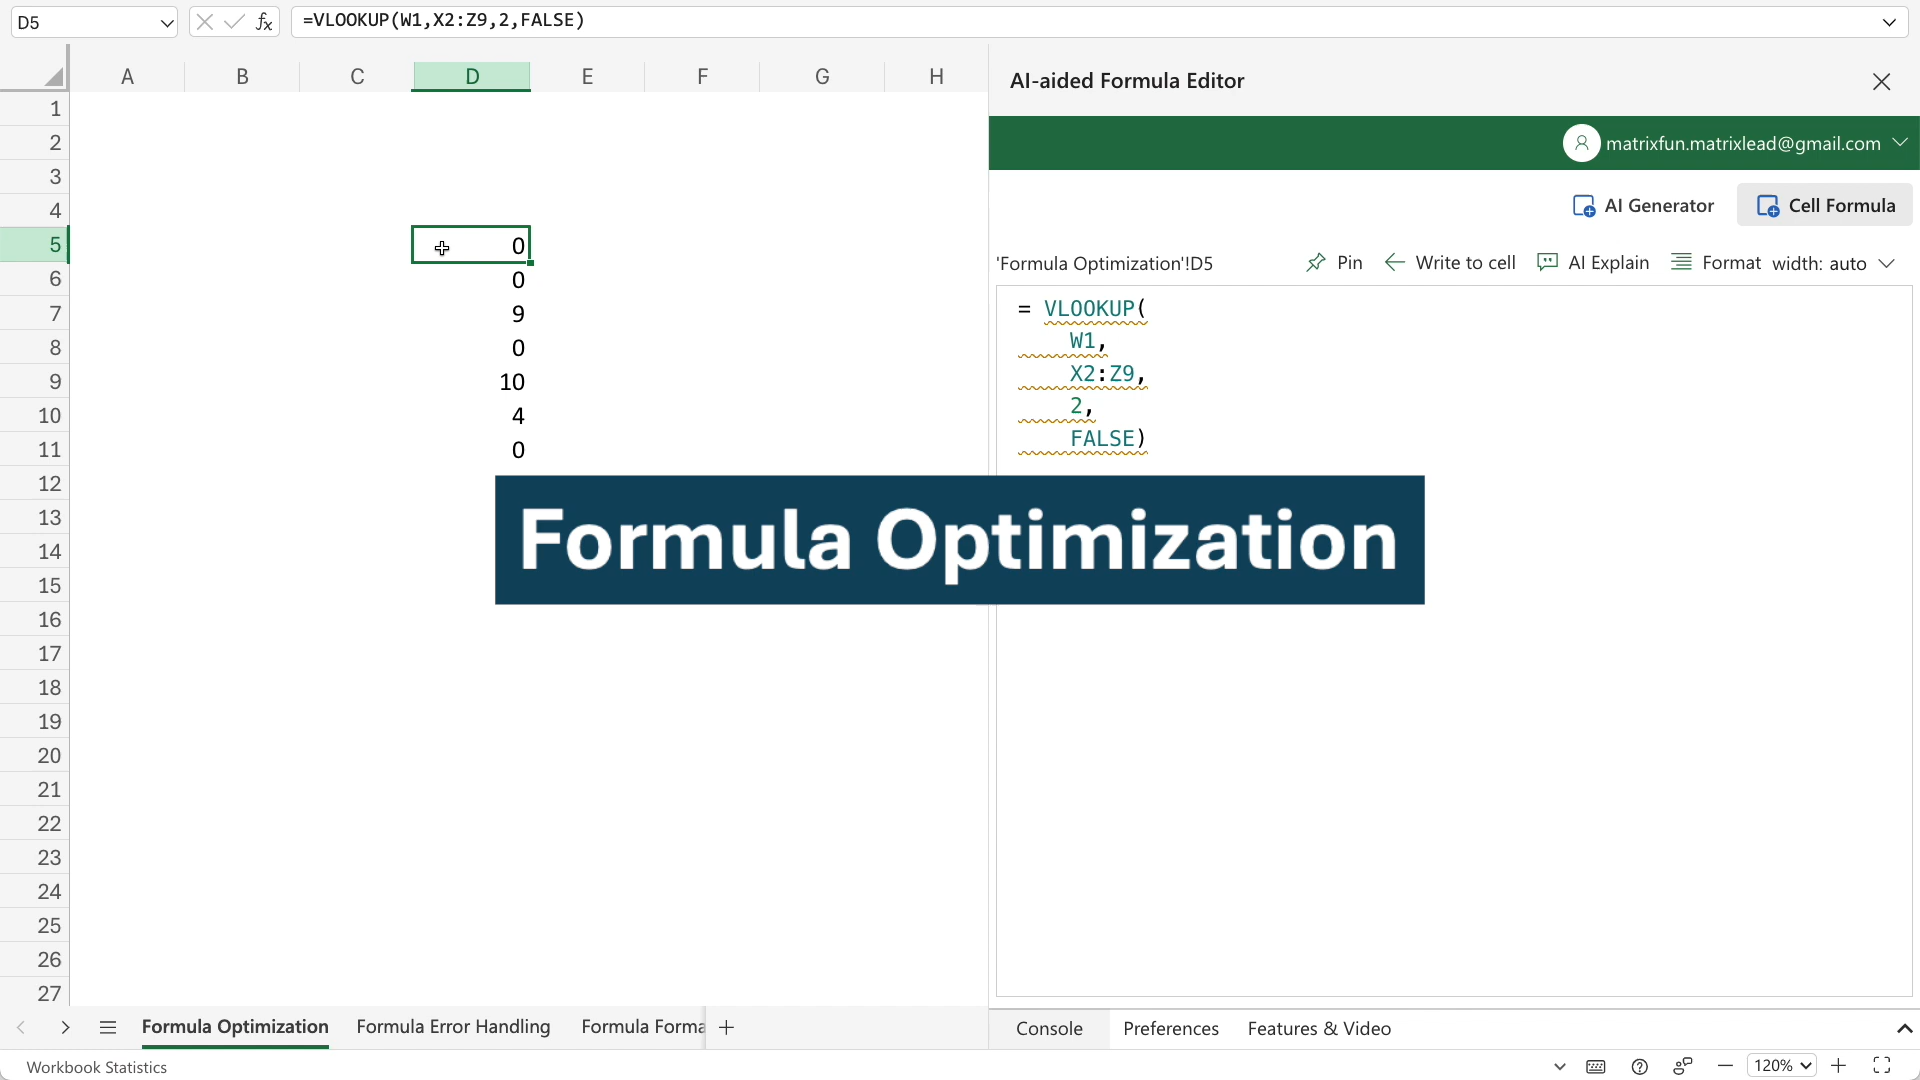 D5
fx
=VLOOKUP(W1,X2:Z9,2,FALSE)
A B C D E F G H
1
2
3
4
5 0
6 0
7 9
8 0
9 10
10 4
11 0
12
13
14
15
16
17
18
19
20
21
22
23
24
25
26
27
AI-aided Formula Editor
matrixfun.matrixlead@gmail.com
AI Generator Cell Formula
'Formula Optimization'!D5 Pin Write to cell AI Explain Format width: auto
= VLOOKUP(
W1,
X2:Z9,
2,
FALSE)
Formula Optimization
Formula Optimization Formula Error Handling Formula Forma
Console Preferences Features & Video
Workbook Statistics 120%